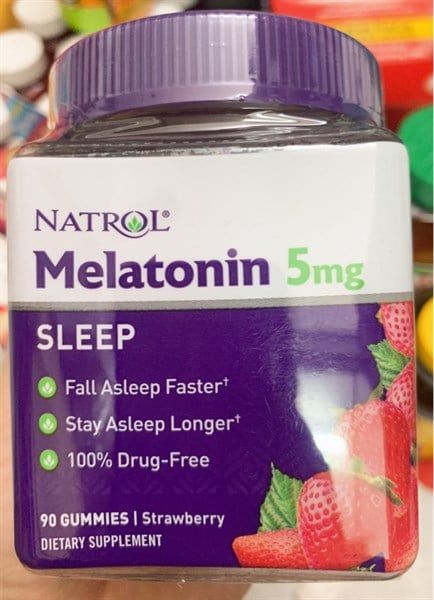 NATROL®
Melatonin 5mg
SLEEP
Fall Asleep Faster†
Stay Asleep Longer†
100% Drug-Free
90 GUMMIES | Strawberry
DIETARY SUPPLEMENT